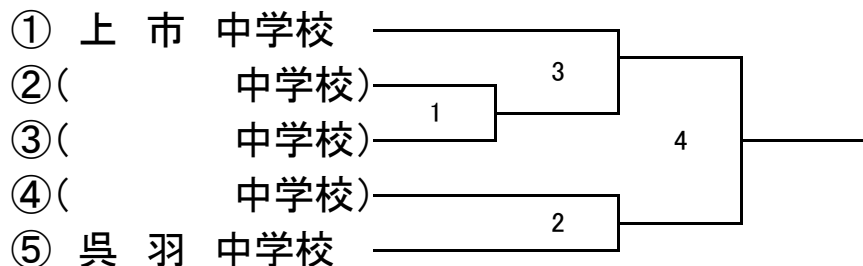 ① 上 市 中学校
②( 中学校)
③( 中学校)
④( 中学校)
⑤ 呉 羽 中学校
3
1
4
2